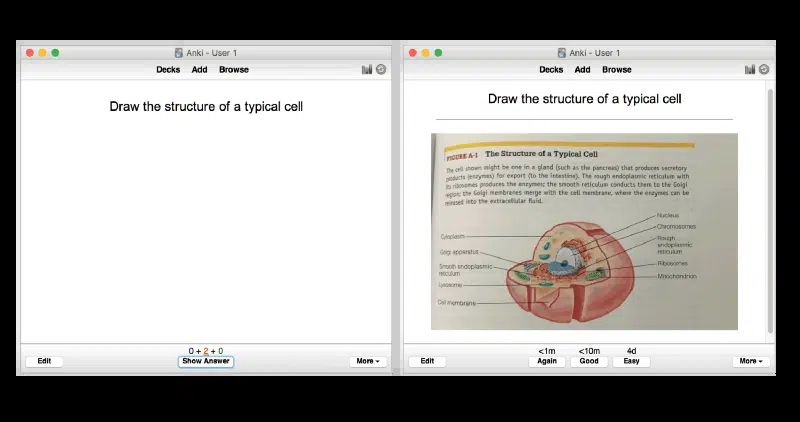 Anki - User 1
Decks Add Browse
Draw the structure of a typical cell
0 + 2 + 0
Edit
Show Answer
More
Anki - User 1
Decks Add Browse
Draw the structure of a typical cell
FIGURE A-1 The Structure of a Typical Cell
The cell shown might be one in a gland (such as the pancreas) that produces secretory
products (enzymes) for export (to the intestine). The rough endoplasmic reticulum with
its ribosomes produces the enzymes; the smooth reticulum conducts them to the Golgi
region; the Golgi membranes merge with the cell membrane, where the enzymes can be
released into the extracellular fluid.
Cytoplasm
Golgi apparatus
Smooth endoplasmic
reticulum
Lysosome
Cell membrane
Nucleus
Chromosomes
Rough
endoplasmic
reticulum
Ribosomes
Mitochondrion
<1m <10m 4d
Edit
Again Good Easy
More